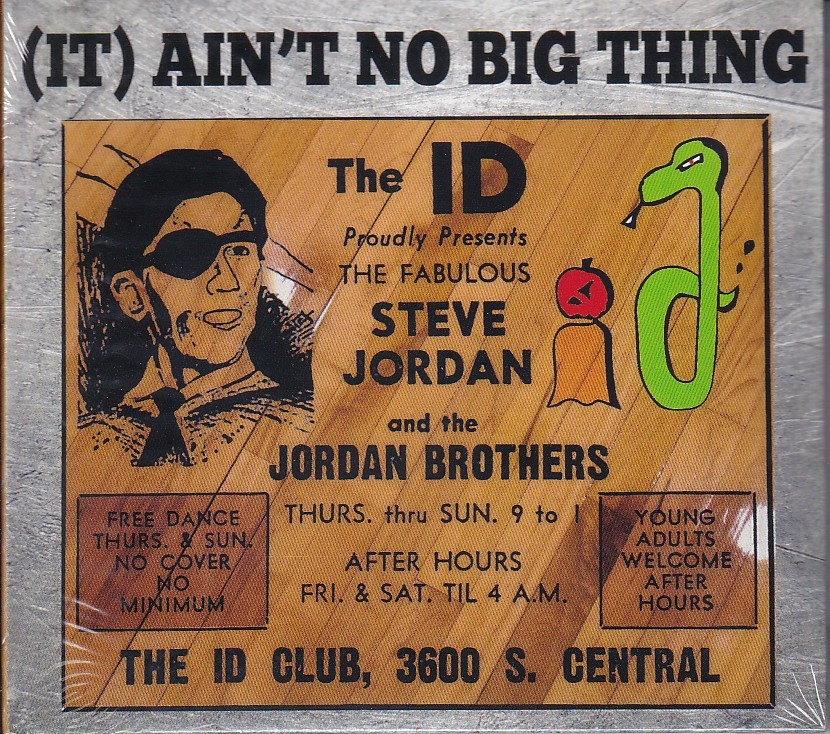 (IT) AIN'T NO BIG THING
The ID
Proudly Presents
THE FABULOUS
STEVE
JORDAN
id
and the
JORDAN BROTHERS
FREE DANCE
THURS. & SUN.
NO COVER
NO
MINIMUM
THURS. thru SUN. 9 to 1
AFTER HOURS
FRI. & SAT. TIL 4 A.M.
YOUNG
ADULTS
WELCOME
AFTER
HOURS
THE ID CLUB, 3600 S. CENTRAL